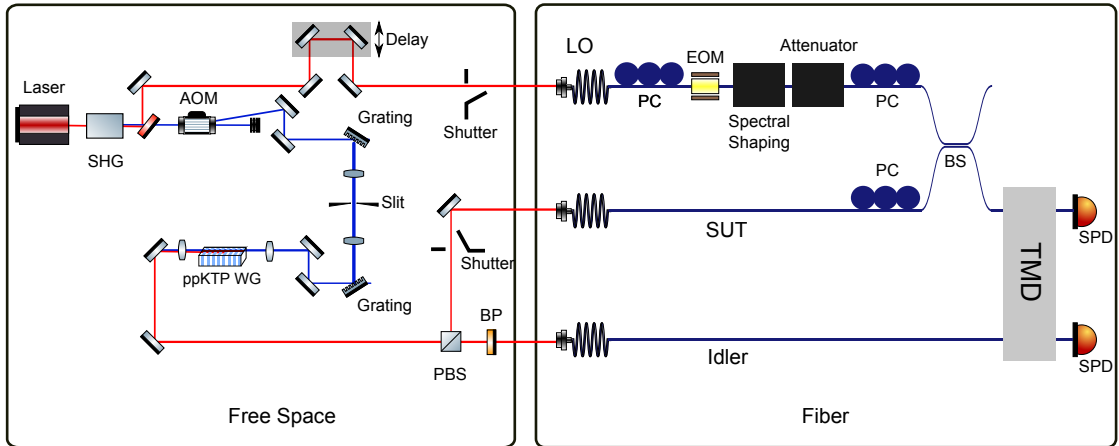 Laser
SHG
AOM
Delay
Grating
Shutter
Slit
ppKTP WG
Shutter
Grating
PBS
BP
Free Space
LO
PC
EOM
Spectral
Shaping
Attenuator
PC
BS
PC
SUT
TMD
SPD
Idler
SPD
Fiber